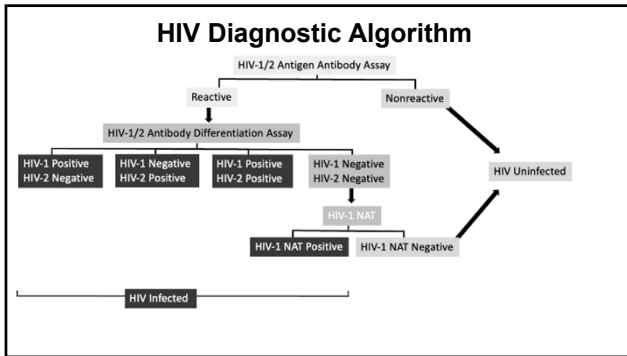 HIV Diagnostic Algorithm
HIV-1/2 Antigen Antibody Assay
Reactive
Nonreactive
HIV-1/2 Antibody Differentiation Assay
HIV-1 Positive
HIV-2 Negative
HIV-1 Negative
HIV-2 Positive
HIV-1 Positive
HIV-2 Positive
HIV-1 Negative
HIV-2 Negative
HIV Uninfected
HIV-1 NAT
HIV-1 NAT Positive
HIV-1 NAT Negative
HIV Infected